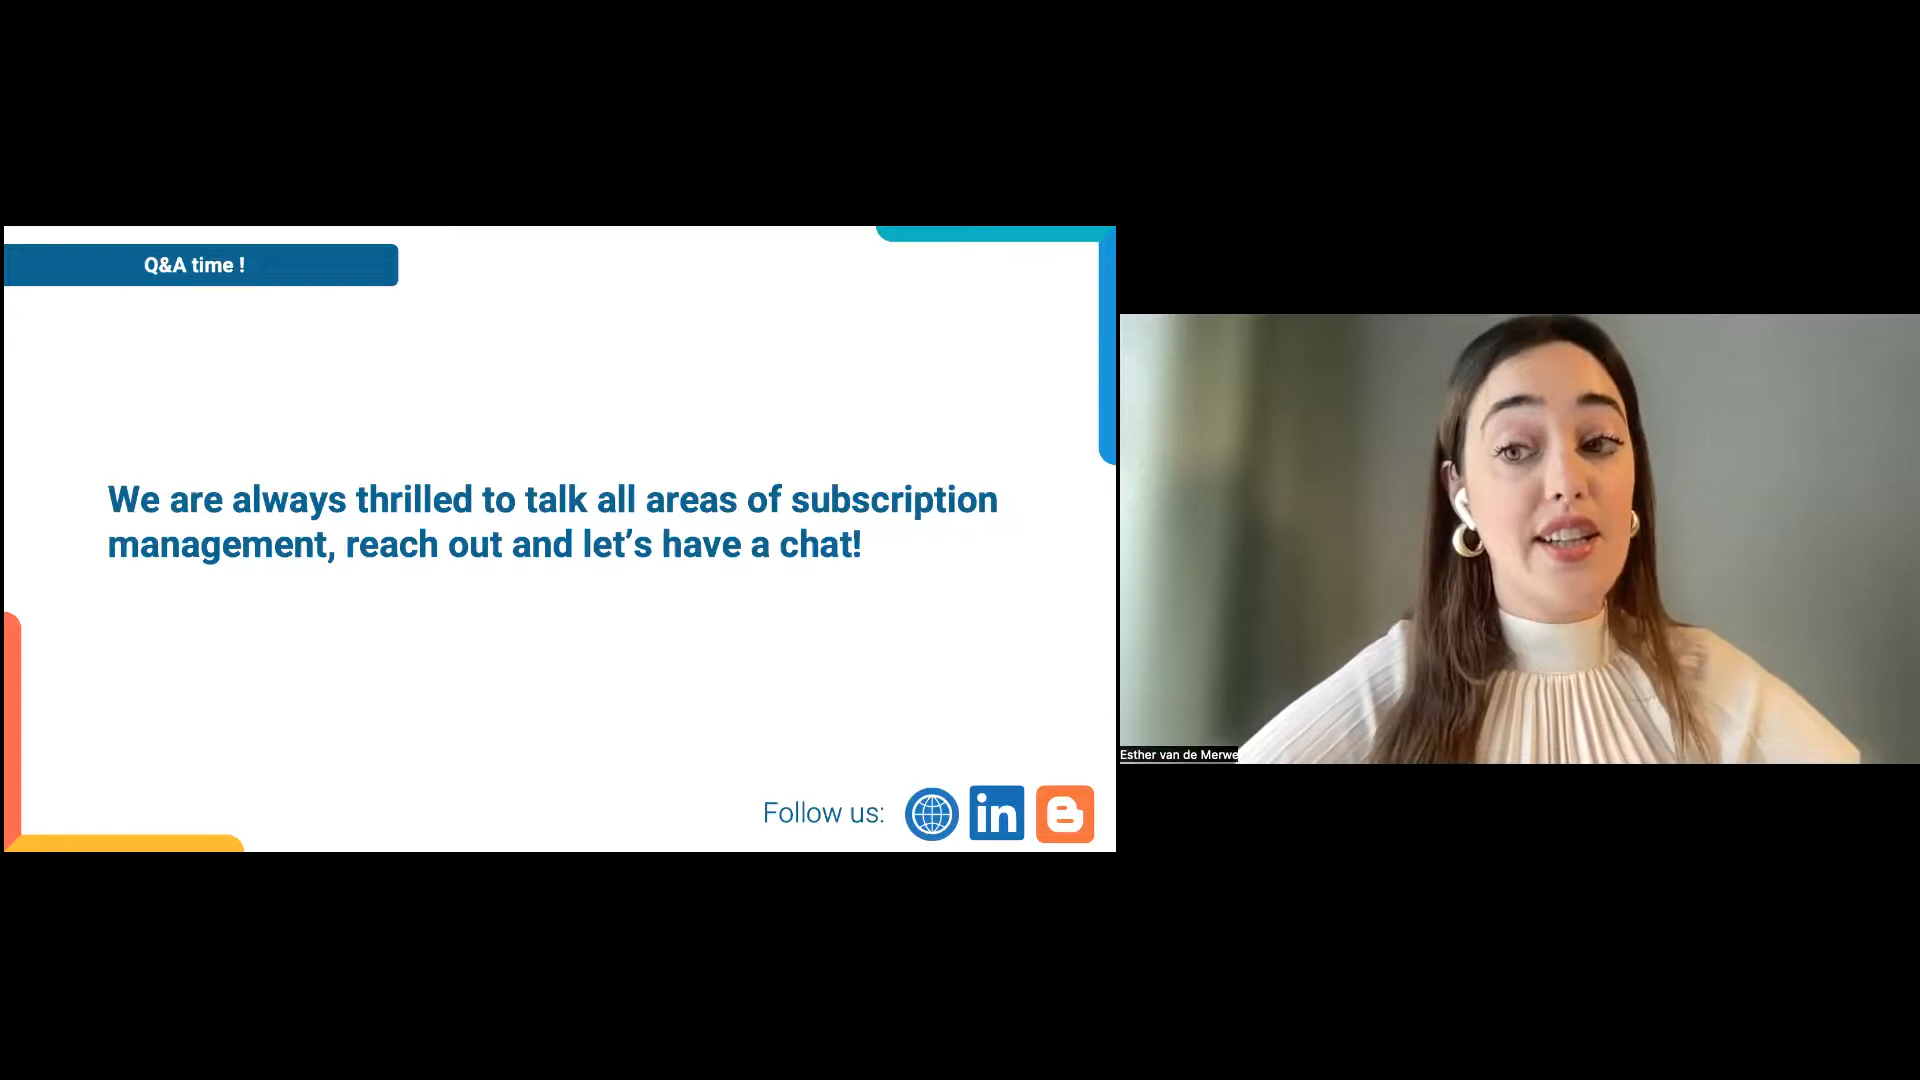 Q&A time !
We are always thrilled to talk all areas of subscription
management, reach out and let’s have a chat!
Follow us:
in
Esther van de Merwe